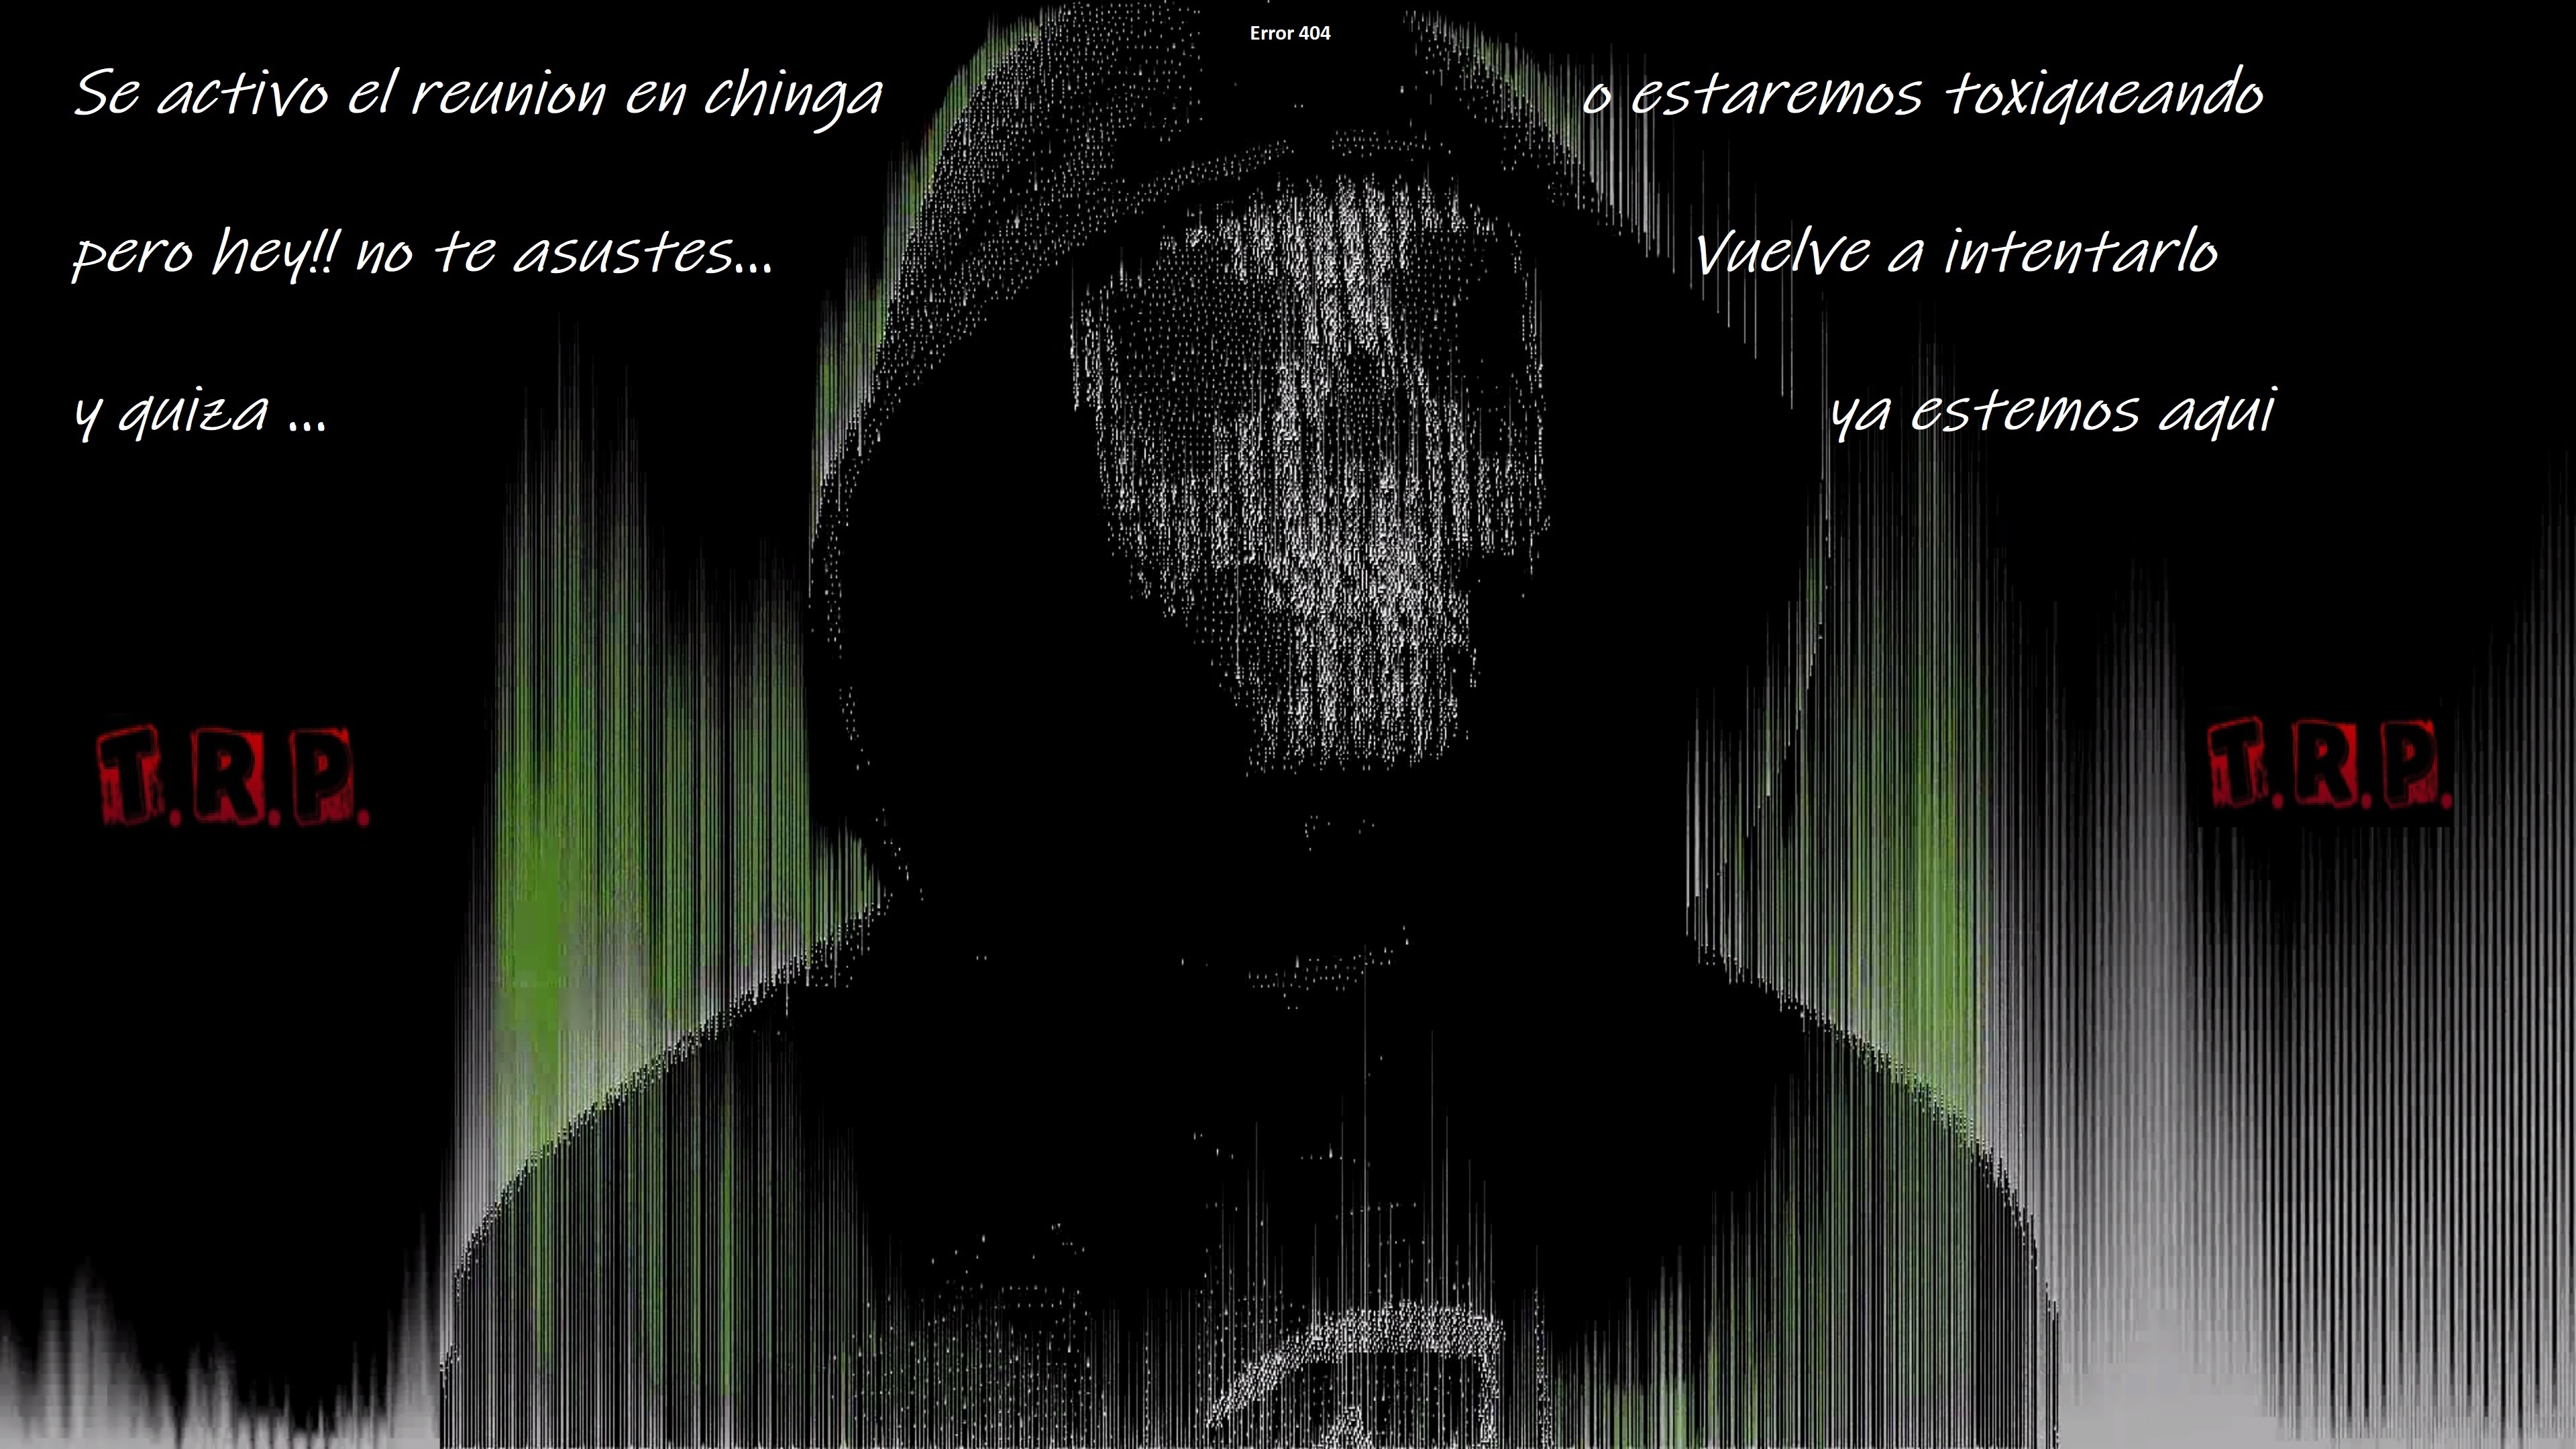 Error 404
Se activo el reunion en chinga
o estaremos toxiqueando
pero hey!! no te asustes...
Vuelve a intentarlo
y quiza ...
ya estemos aqui
T.R.P.
T.R.P.